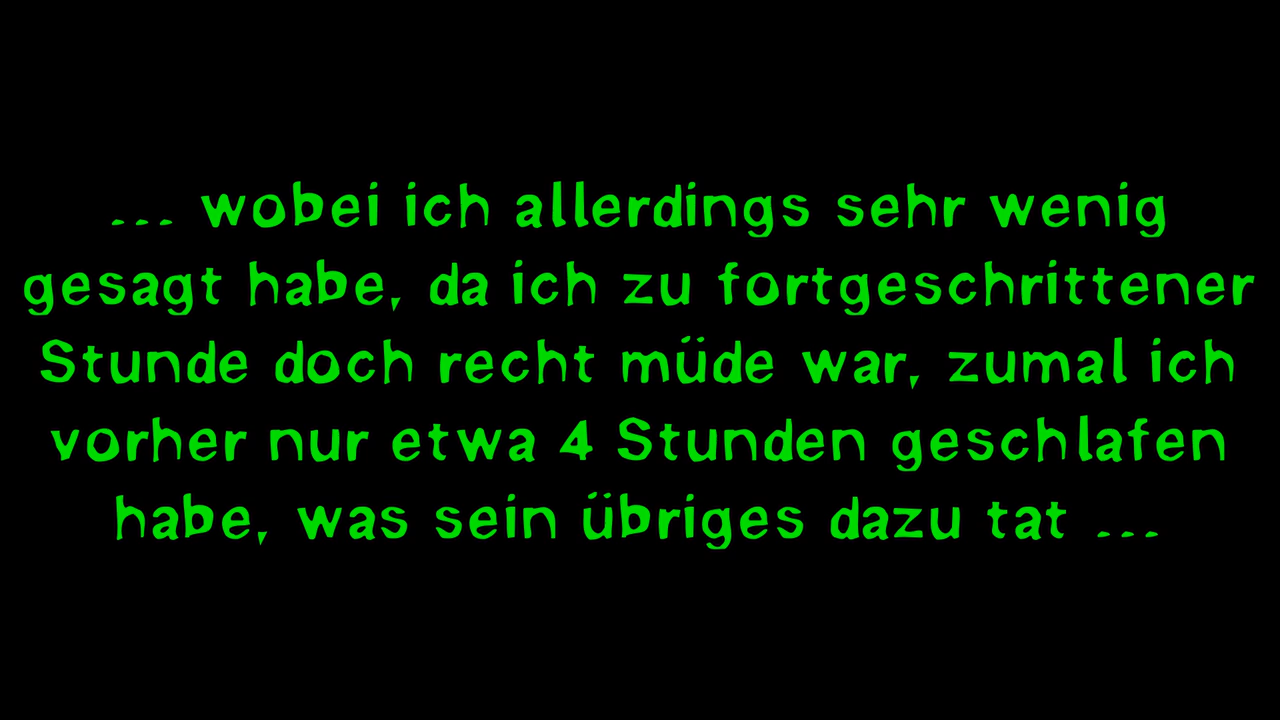 ... wobei ich allerdings sehr wenig
gesagt habe, da ich zu fortgeschrittener
Stunde doch recht müde war, zumal ich
vorher nur etwa 4 Stunden geschlafen
habe, was sein übriges dazu tat ...